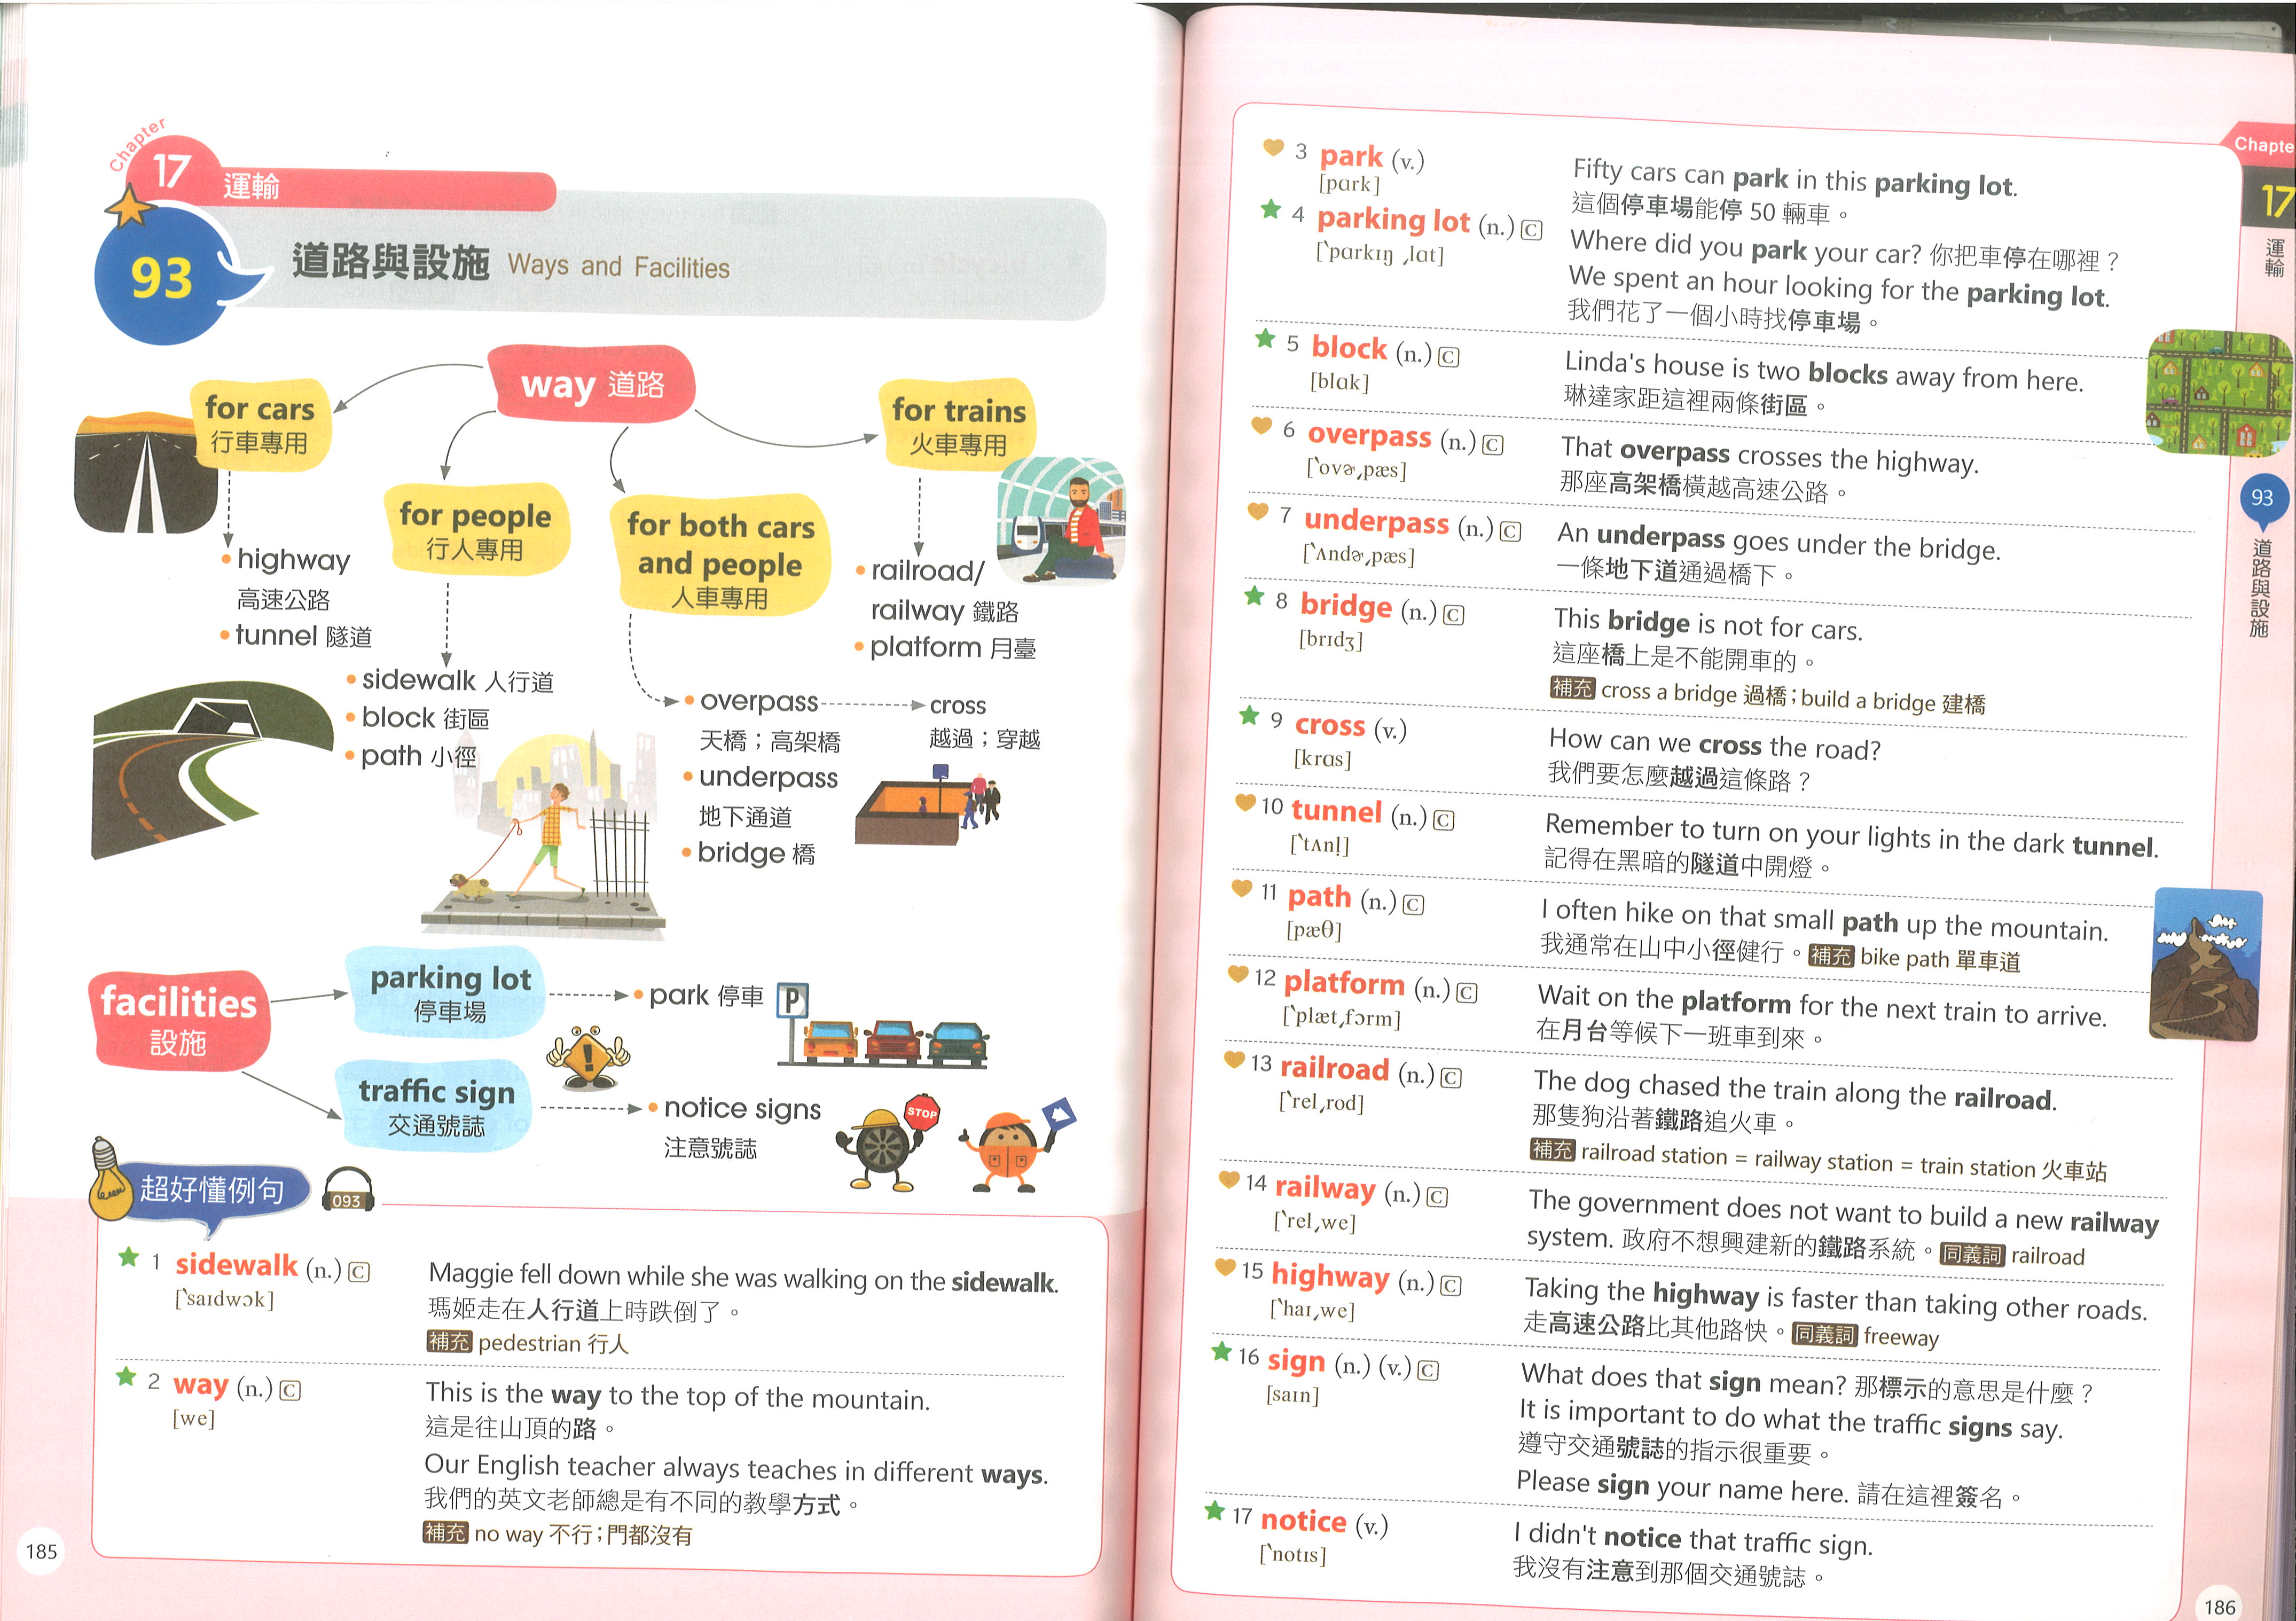 Chapter
17 運輸
93
道路與設施 Ways and Facilities
way 道路
for cars
行車專用
• highway
高速公路
• tunnel 隧道
for people
行人專用
• sidewalk 人行道
• block 街區
• path 小徑
for both cars
and people
人車專用
• overpass
天橋；高架橋
cross
越過；穿越
• underpass
地下通道
• bridge 橋
for trains
火車專用
• railroad/
railway 鐵路
• platform 月臺
facilities
設施
parking lot
停車場
• park 停車
P
traffic sign
交通號誌
!
• notice signs
注意號誌
STOP
超好懂例句
093
1 sidewalk (n.) C
[ˋsaɪdwɔk]
Maggie fell down while she was walking on the sidewalk.
瑪姬走在人行道上時跌倒了。
補充 pedestrian 行人
2 way (n.) C
[we]
This is the way to the top of the mountain.
這是往山頂的路。
Our English teacher always teaches in different ways.
我們的英文老師總是有不同的教學方式。
補充 no way 不行；門都沒有
185
3 park (v.)
[pɑrk]
4 parking lot (n.) C
[ˋpɑrkɪŋ ˏlɑt]
Fifty cars can park in this parking lot.
這個停車場能停 50 輛車。
Where did you park your car? 你把車停在哪裡？
We spent an hour looking for the parking lot.
我們花了一個小時找停車場。
5 block (n.) C
[blɑk]
Linda's house is two blocks away from here.
琳達家距這裡兩條街區。
6 overpass (n.) C
[ˋovɚˏpæs]
That overpass crosses the highway.
那座高架橋橫越高速公路。
7 underpass (n.) C
[ˋʌndɚˏpæs]
An underpass goes under the bridge.
一條地下道通過橋下。
8 bridge (n.) C
[brɪdʒ]
This bridge is not for cars.
這座橋上是不能開車的。
補充 cross a bridge 過橋；build a bridge 建橋
9 cross (v.)
[krɑs]
How can we cross the road?
我們要怎麼越過這條路？
10 tunnel (n.) C
[ˋtʌnl̩]
Remember to turn on your lights in the dark tunnel.
記得在黑暗的隧道中開燈。
11 path (n.) C
[pæθ]
I often hike on that small path up the mountain.
我通常在山中小徑健行。補充 bike path 單車道
12 platform (n.) C
[ˋplætˏfɔrm]
Wait on the platform for the next train to arrive.
在月台等候下一班車到來。
13 railroad (n.) C
[ˋrelˏrod]
The dog chased the train along the railroad.
那隻狗沿著鐵路追火車。
補充 railroad station = railway station = train station 火車站
14 railway (n.) C
[ˋrelˏwe]
The government does not want to build a new railway
system. 政府不想興建新的鐵路系統。同義詞 railroad
15 highway (n.) C
[ˋhaɪˏwe]
Taking the highway is faster than taking other roads.
走高速公路比其他路快。同義詞 freeway
16 sign (n.) (v.) C
[saɪn]
What does that sign mean? 那標示的意思是什麼？
It is important to do what the traffic signs say.
遵守交通號誌的指示很重要。
Please sign your name here. 請在這裡簽名。
17 notice (v.)
[ˋnotɪs]
I didn't notice that traffic sign.
我沒有注意到那個交通號誌。
Chapte
17
運輸
93
道路與設施
186